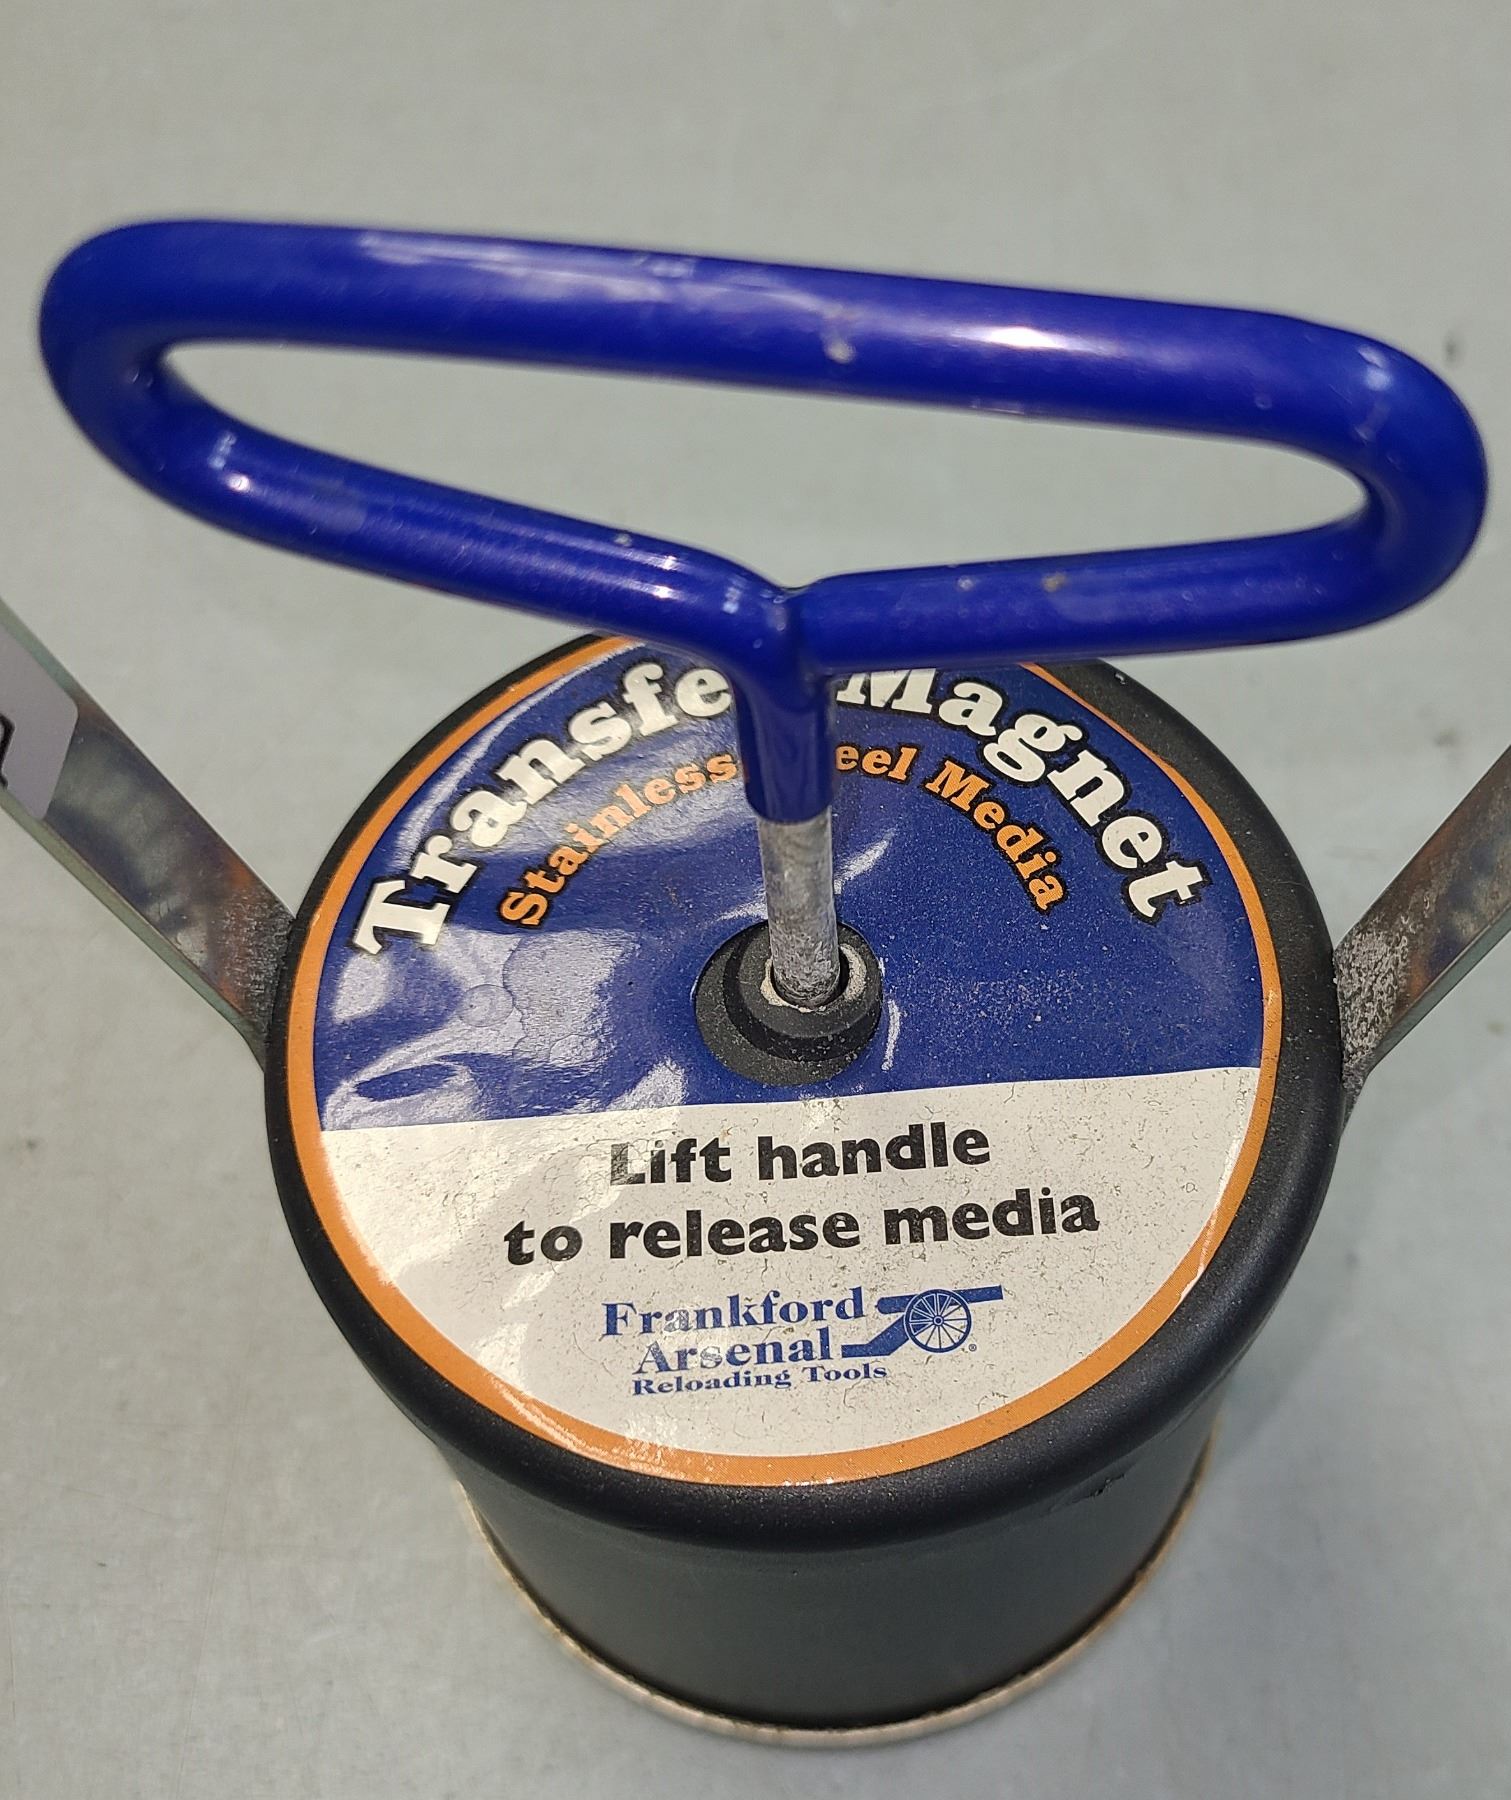 Transfe Magnet
Stainless eel Media
Lift handle
to release media
Frankford
Arsenal
Reloading Tools
®